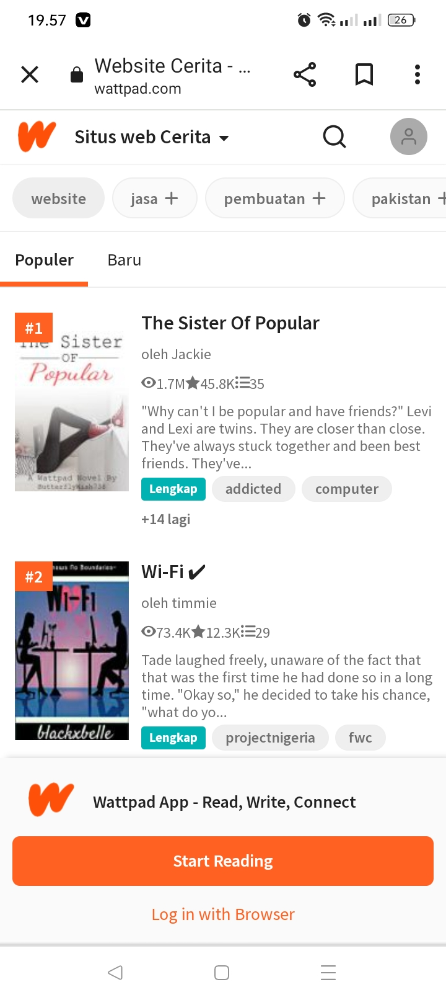 19.57
26
Website Cerita - ...
wattpad.com
Situs web Cerita
website
jasa
pembuatan
pakistan
Populer
Baru
#1
The Sister
OF
Popular
A Wattpad Novel By
The Sister Of Popular
oleh Jackie
1.7M 45.8K 35
"Why can't I be popular and have friends?" Levi
and Lexi are twins. They are closer than close.
They've always stuck together and been best
friends. They've...
Lengkap addicted computer
+14 lagi
#2
No Boundaries-
Wi-Fi
blackxbelle
Wi-Fi ✔
oleh timmie
73.4K 12.3K 29
Tade laughed freely, unaware of the fact that
that was the first time he had done so in a long
time. "Okay so," he decided to take his chance,
"what do yo...
Lengkap projectnigeria fwc
Wattpad App - Read, Write, Connect
Start Reading
Log in with Browser